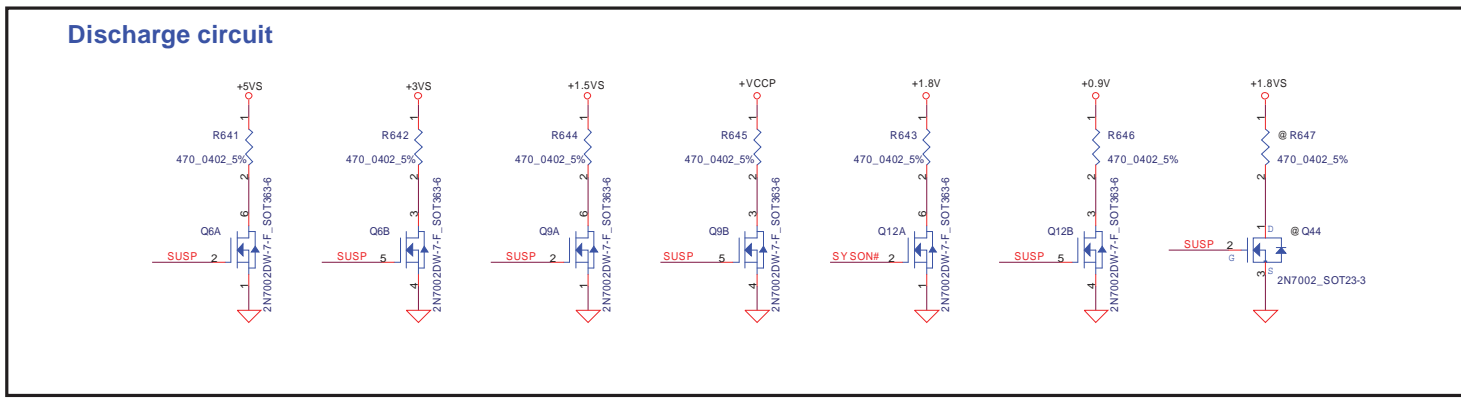 Discharge circuit
+5VS
1
R641
470_0402_5%
2
6
Q6A
SUSP 2
2N7002DW-7-F_SOT363-6
1
+3VS
1
R642
470_0402_5%
2
3
Q6B
SUSP 5
2N7002DW-7-F_SOT363-6
4
+1.5VS
1
R644
470_0402_5%
2
6
Q9A
SUSP 2
2N7002DW-7-F_SOT363-6
1
+VCCP
1
R645
470_0402_5%
2
3
Q9B
SUSP 5
2N7002DW-7-F_SOT363-6
4
+1.8V
1
R643
470_0402_5%
2
6
Q12A
SYSON# 2
2N7002DW-7-F_SOT363-6
1
+0.9V
1
R646
470_0402_5%
2
3
Q12B
SUSP 5
2N7002DW-7-F_SOT363-6
4
+1.8VS
1
@ R647
470_0402_5%
2
1 D
@ Q44
SUSP 2
G
S
3
2N7002_SOT23-3